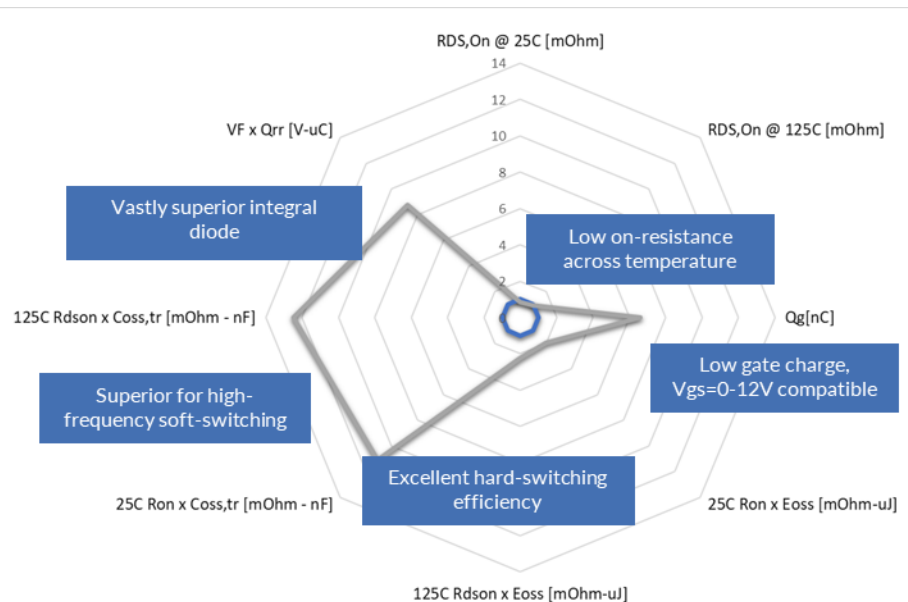 RDS,On @ 25C [mOhm]
14
12
10
8
6
4
2
VF x Qrr [V-uC]
RDS,On @ 125C [mOhm]
Vastly superior integral
diode
Low on-resistance
across temperature
125C Rdson x Coss,tr [mOhm - nF]
Qg[nC]
Low gate charge,
Vgs=0-12V compatible
Superior for high-
frequency soft-switching
Excellent hard-switching
efficiency
25C Ron x Coss,tr [mOhm - nF]
25C Ron x Eoss [mOhm-uJ]
125C Rdson x Eoss [mOhm-uJ]